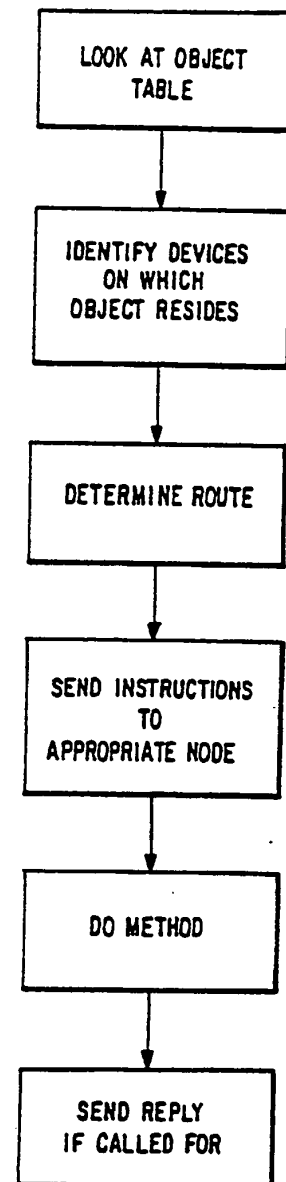 LOOK AT OBJECT
TABLE
IDENTIFY DEVICES
ON WHICH
OBJECT RESIDES
DETERMINE ROUTE
SEND INSTRUCTIONS
TO
APPROPRIATE NODE
DO METHOD
SEND REPLY
IF CALLED FOR